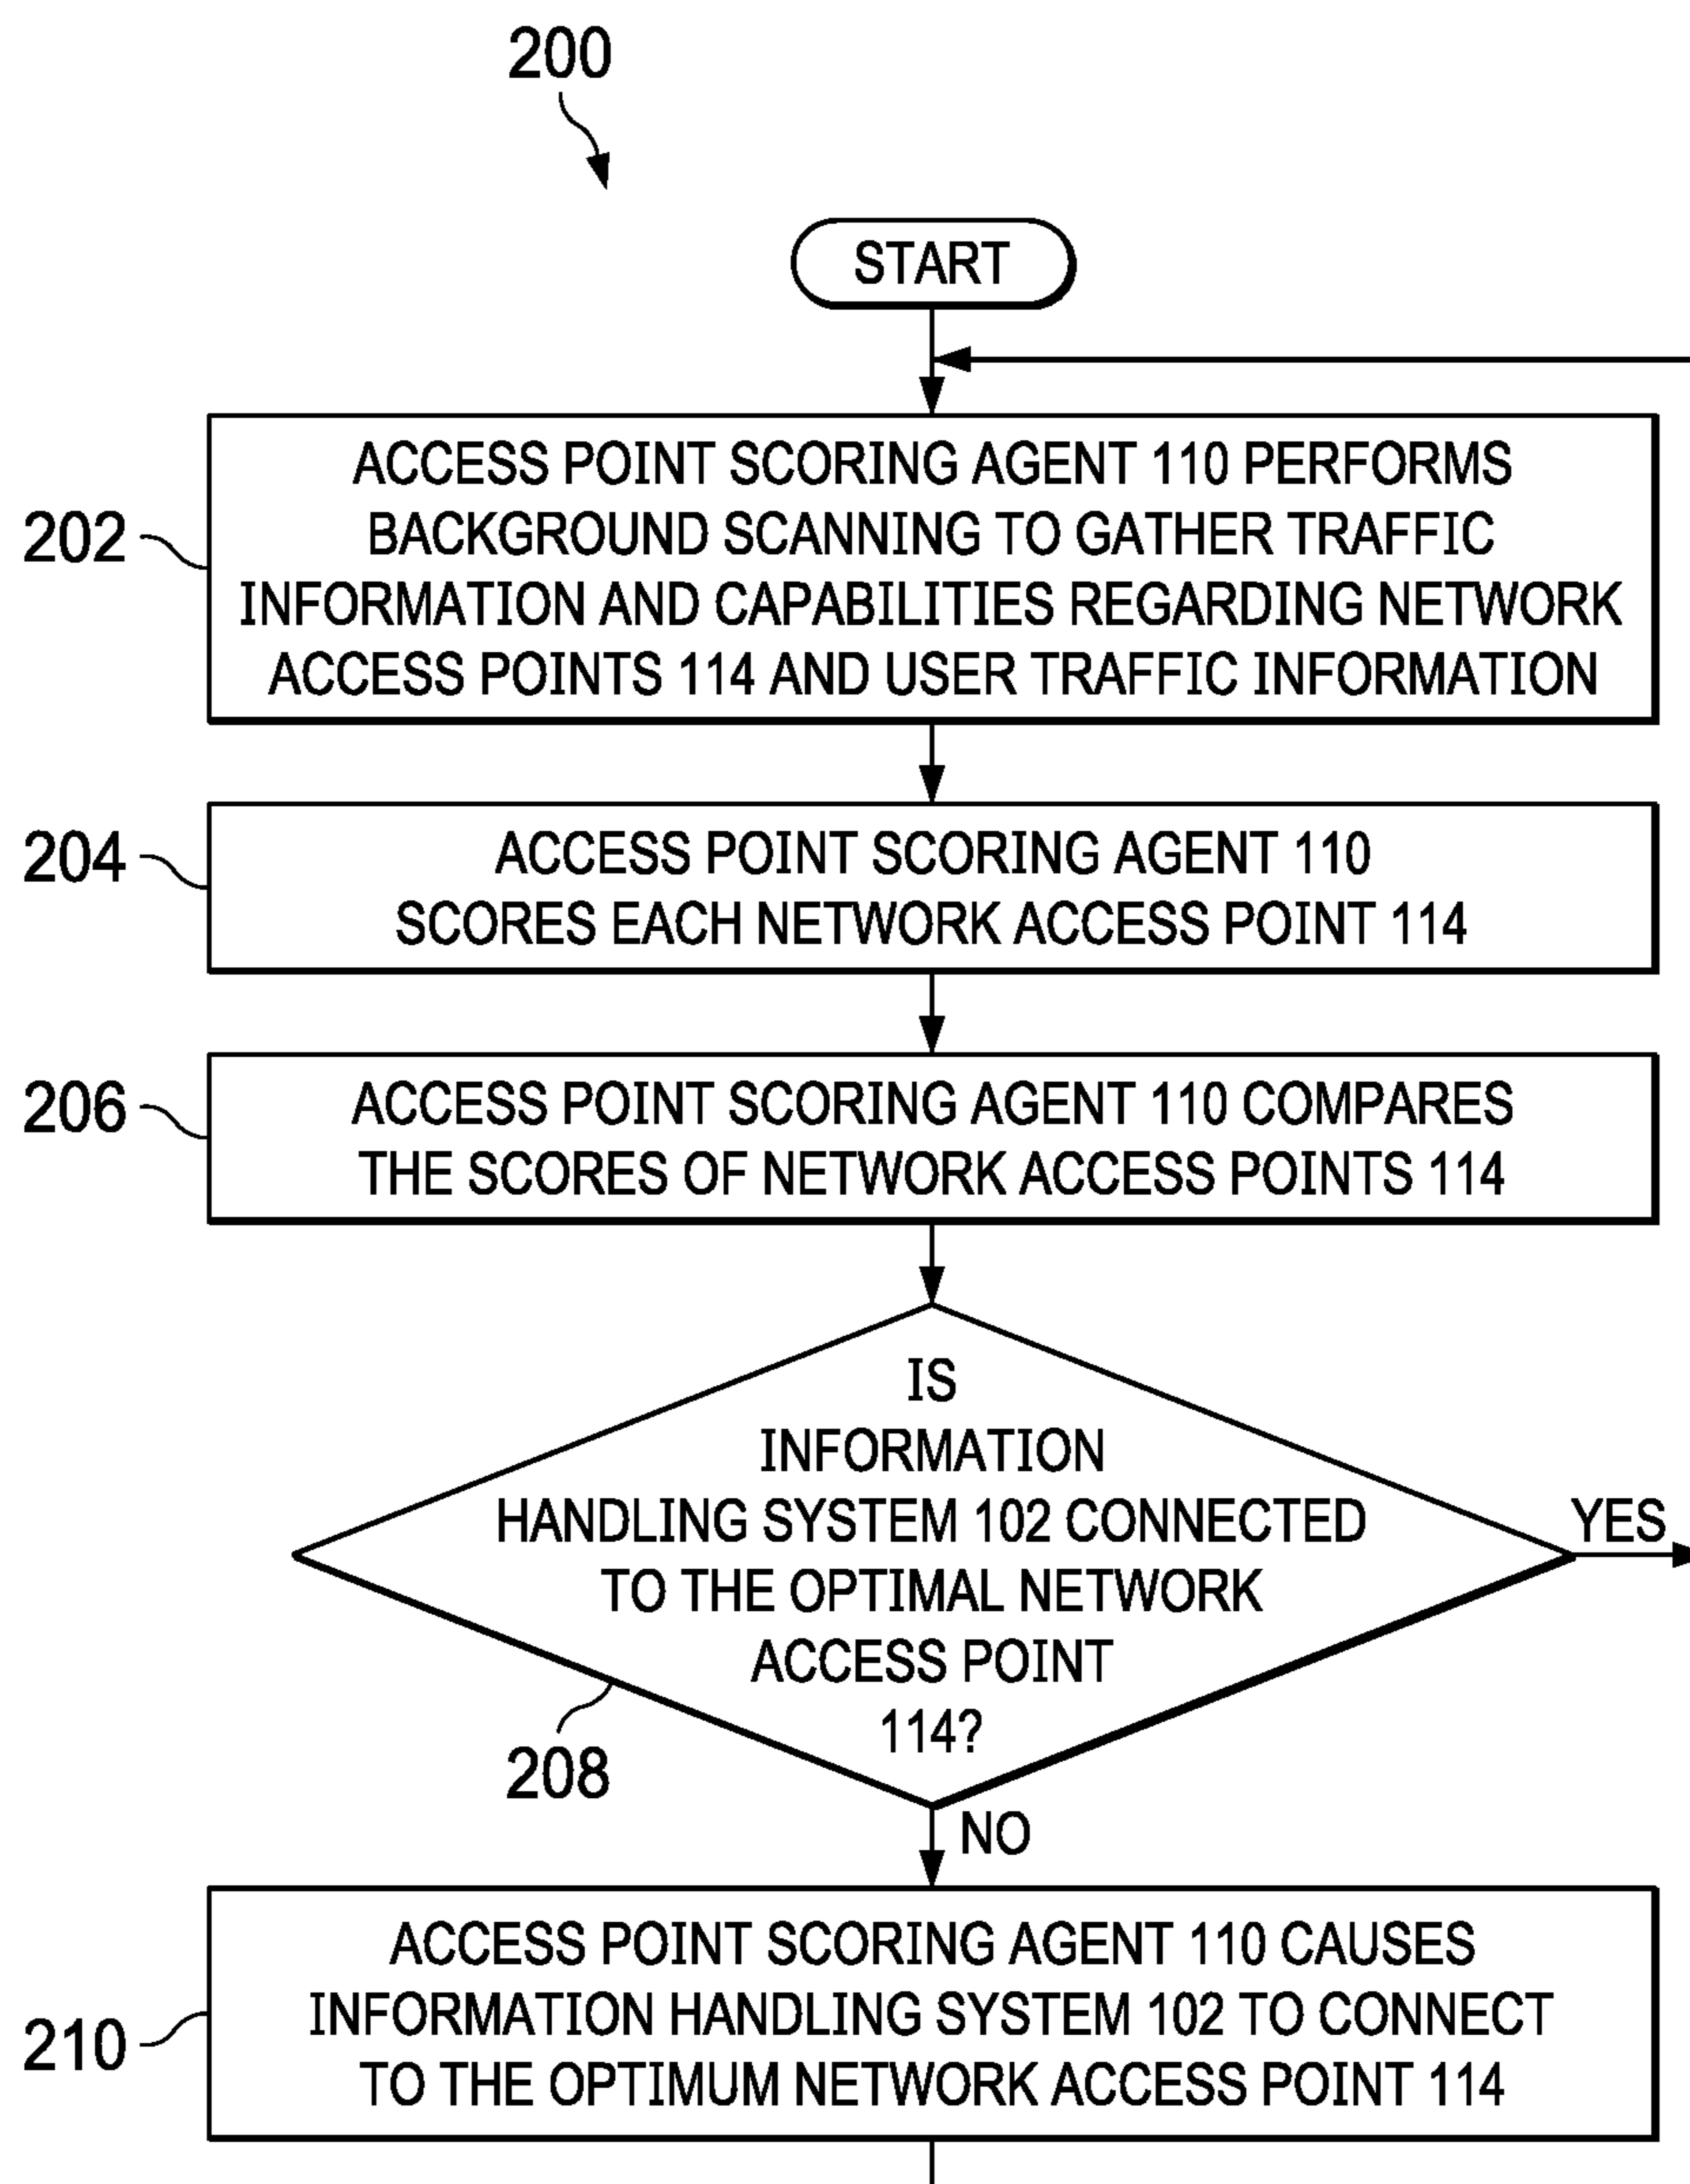 200
START
202
ACCESS POINT SCORING AGENT 110 PERFORMS
BACKGROUND SCANNING TO GATHER TRAFFIC
INFORMATION AND CAPABILITIES REGARDING NETWORK
ACCESS POINTS 114 AND USER TRAFFIC INFORMATION
204
ACCESS POINT SCORING AGENT 110
SCORES EACH NETWORK ACCESS POINT 114
206
ACCESS POINT SCORING AGENT 110 COMPARES
THE SCORES OF NETWORK ACCESS POINTS 114
IS
INFORMATION
HANDLING SYSTEM 102 CONNECTED
TO THE OPTIMAL NETWORK
ACCESS POINT
114?
YES
208
NO
210
ACCESS POINT SCORING AGENT 110 CAUSES
INFORMATION HANDLING SYSTEM 102 TO CONNECT
TO THE OPTIMUM NETWORK ACCESS POINT 114